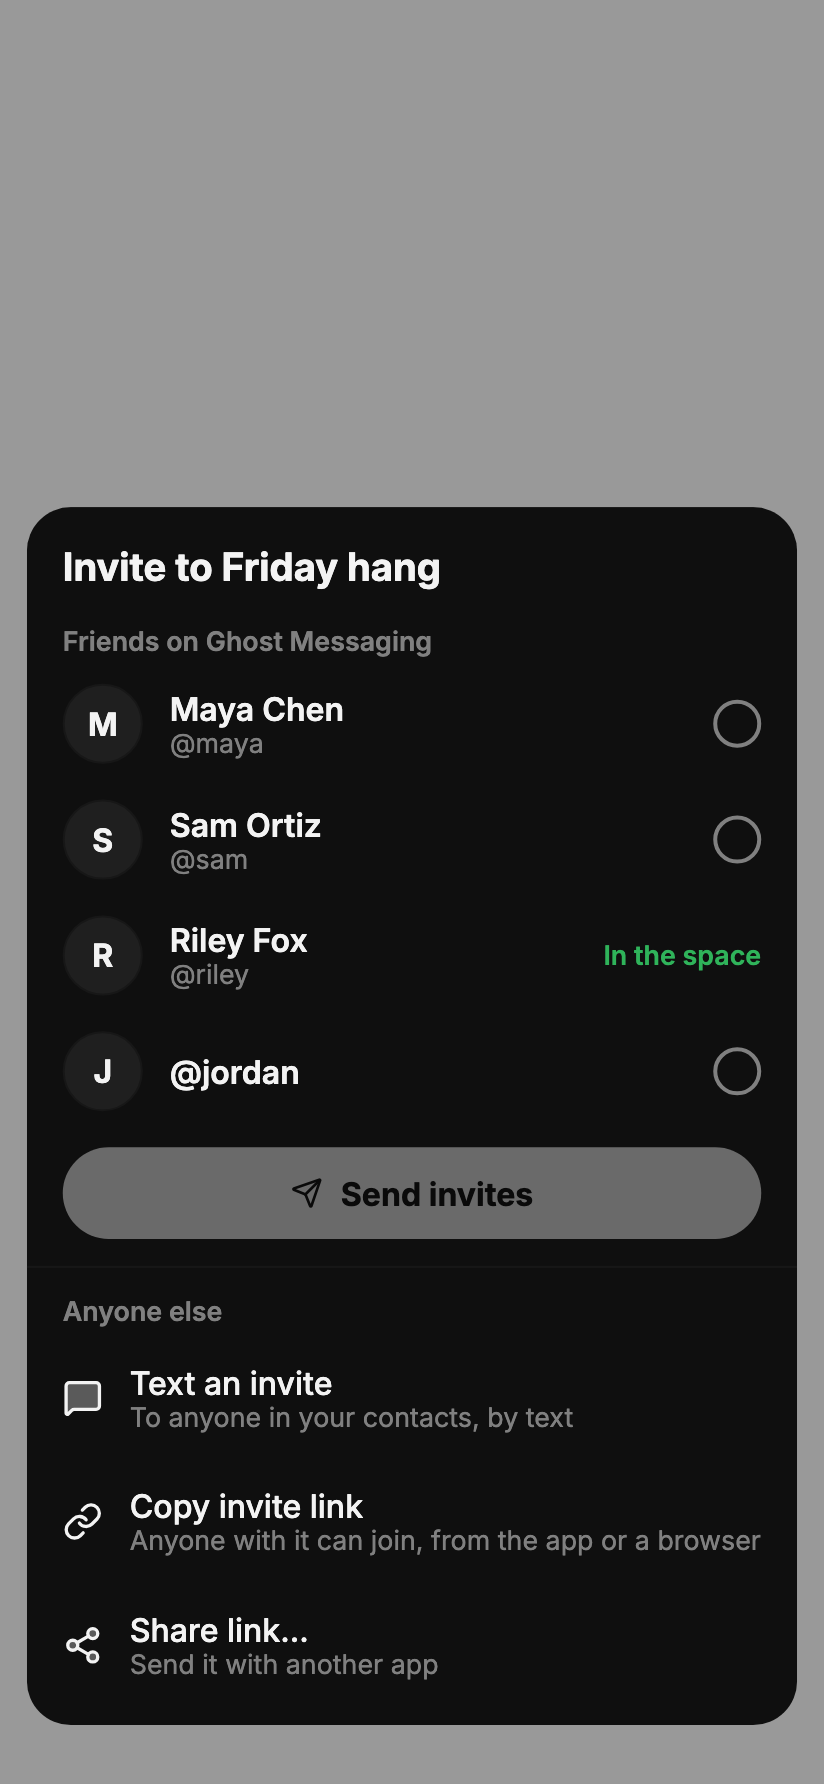 Invite to Friday hang
Friends on Ghost Messaging
M
Maya Chen
@maya
S
Sam Ortiz
@sam
R
Riley Fox
@riley
In the space
J
@jordan
Send invites
Anyone else
Text an invite
To anyone in your contacts, by text
Copy invite link
Anyone with it can join, from the app or a browser
Share link...
Send it with another app